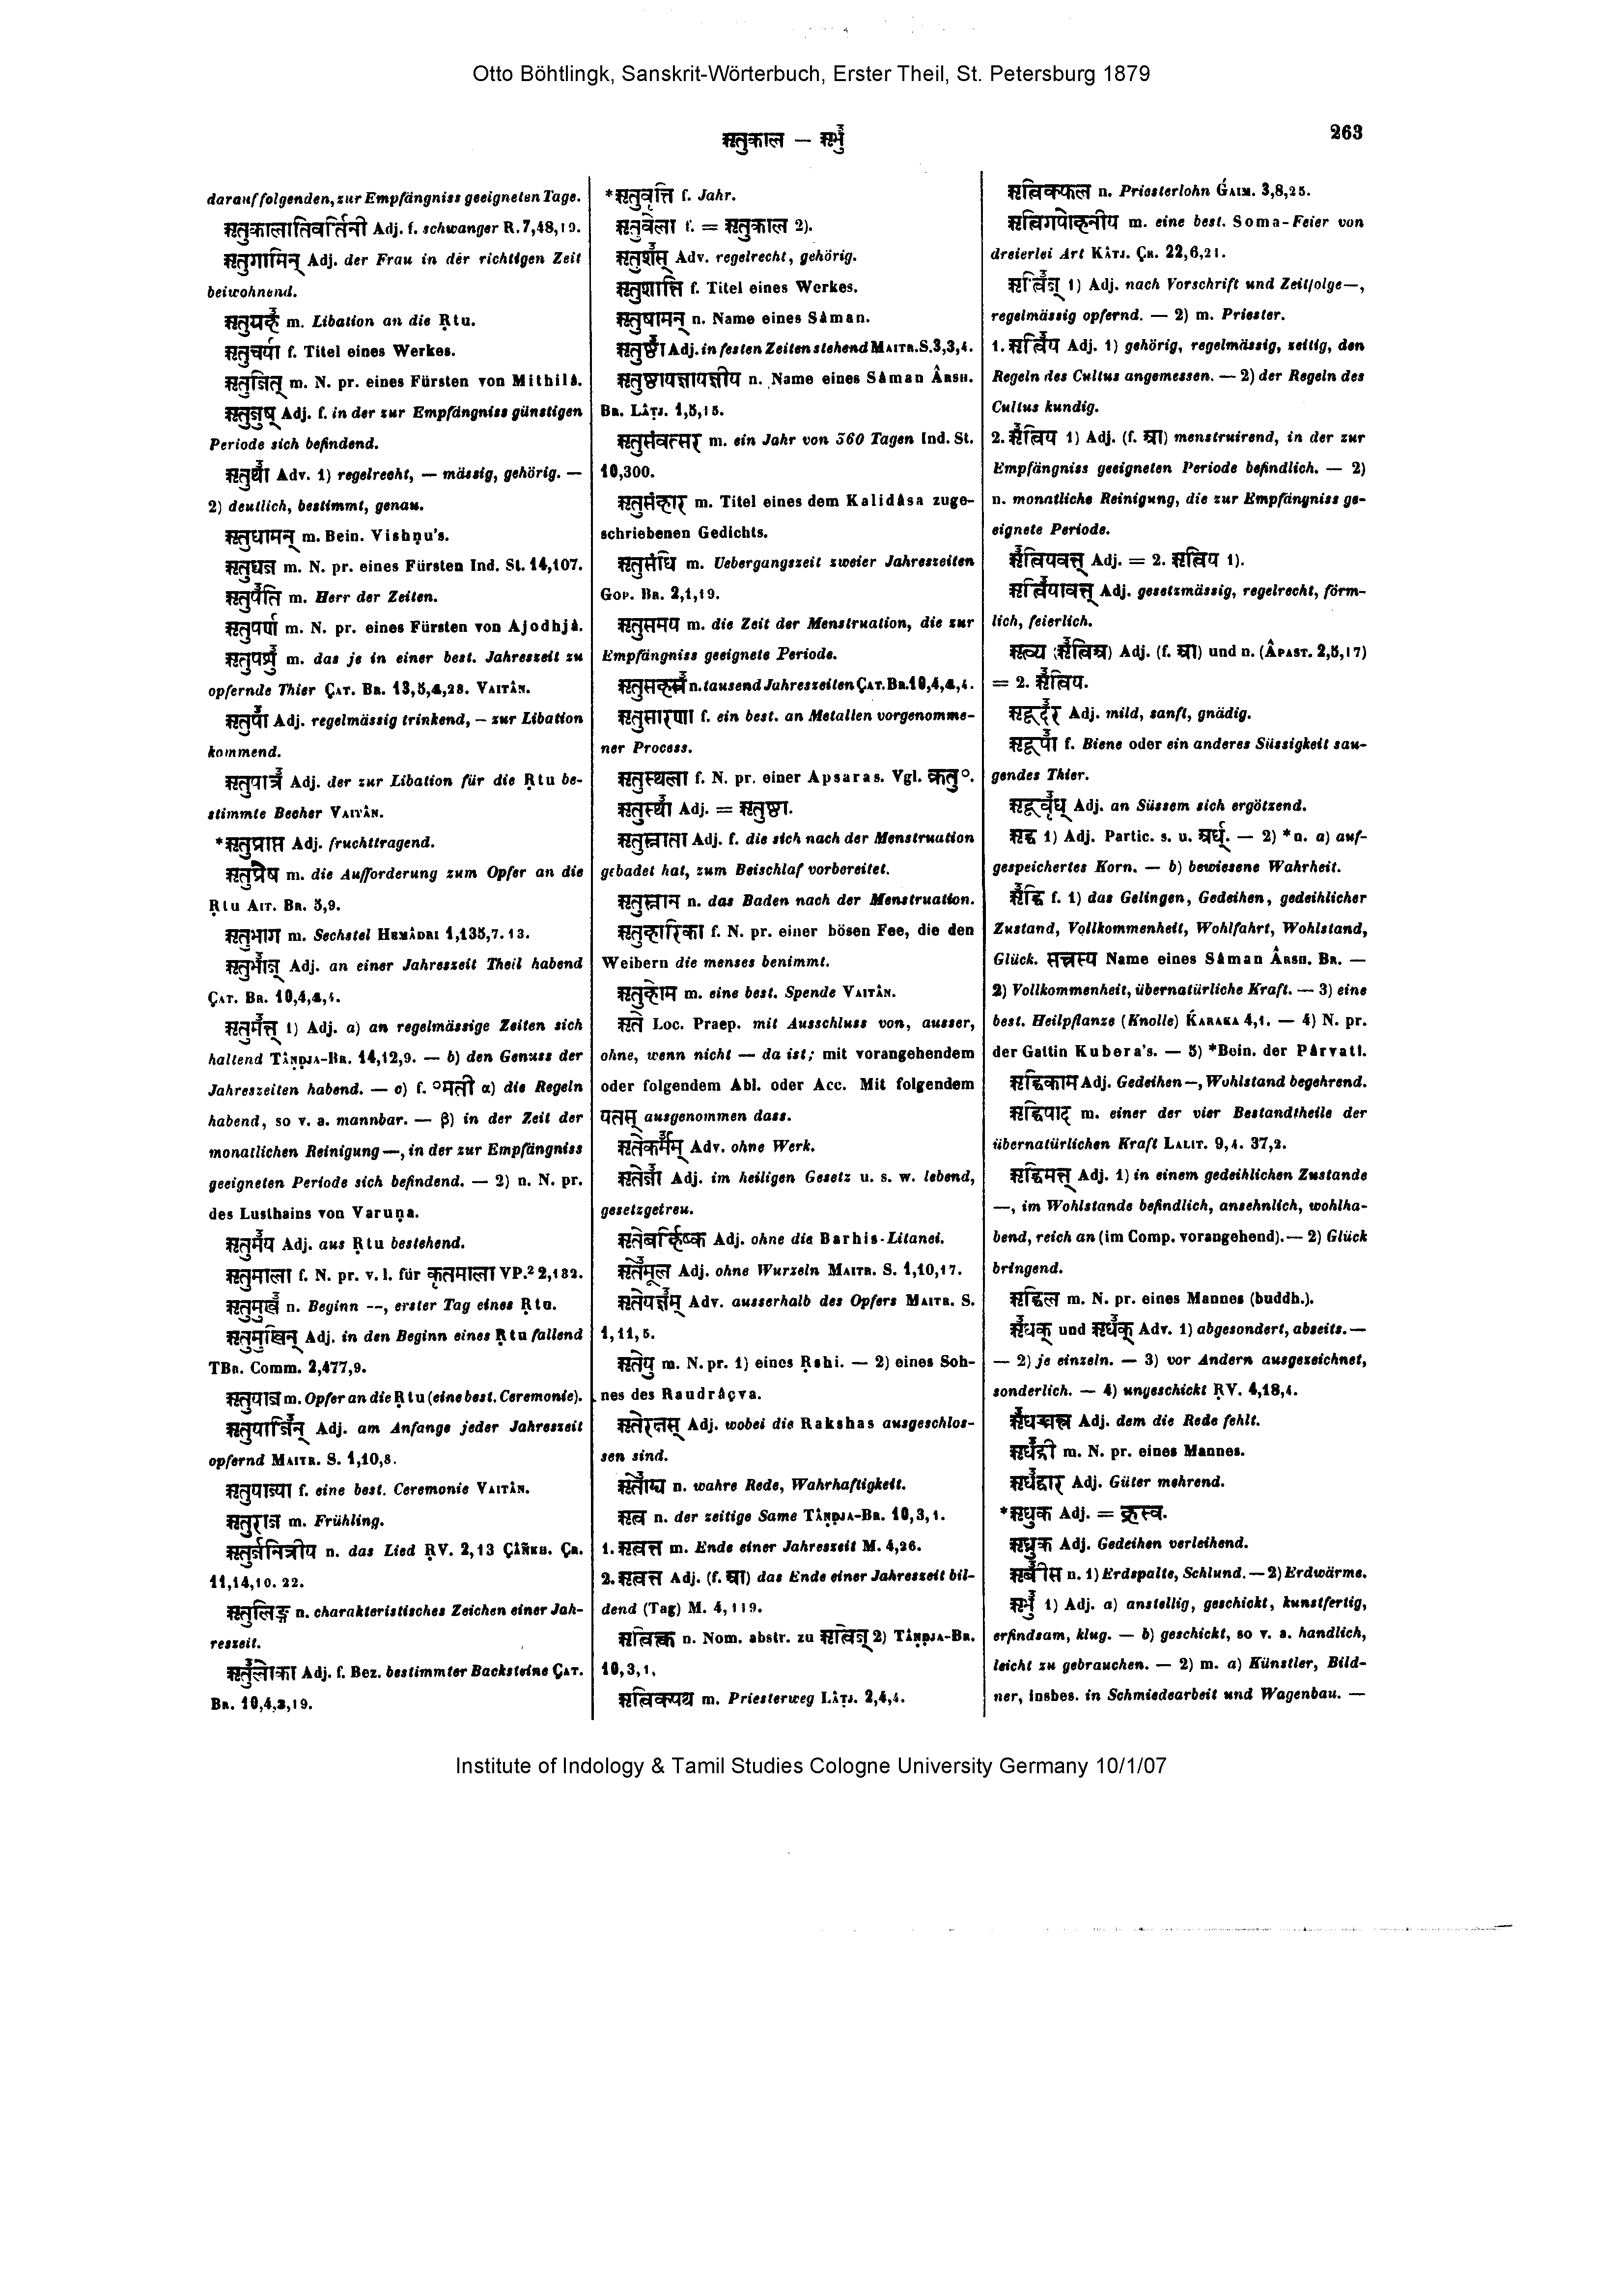 Otto Böhtlingk, Sanskrit-Wörterbuch, Erster Theil, St. Petersburg 1879
ऋतुकाल — ऋभुं
263
darauf folgenden, zur Empfängniss geeigneten Tage.
ऋतुकालातिवर्तिनी Adj. f. schwanger R. 7,48,19.
ऋतुगामिन् Adj. der Frau in der richtigen Zeit
beiwohnend.
ऋतुग्रह m. Libation an die Ṛtu.
ऋतुचर्या f. Titel eines Werkes.
ऋतुजित् m. N. pr. eines Fürsten von Mithilâ.
ऋतुजुष् Adj. f. in der zur Empfängniss günstigen
Periode sich befindend.
ऋतुथा Adv. 1) regelrecht, — mässig, gehörig. —
2) deutlich, bestimmt, genau.
ऋतुधामन् m. Bein. Vishṇu's.
ऋतुध्वज m. N. pr. eines Fürsten Ind. St. 14,107.
ऋतुपति m. Herr der Zeiten.
ऋतुपर्ण m. N. pr. eines Fürsten von Ajodhjâ.
ऋतुपशु m. das je in einer best. Jahreszeit zu
opfernde Thier ÇAT. BR. 13,5,4,28. VAITÂN.
ऋतुपा Adj. regelmässig trinkend, – zur Libation
kommend.
ऋतुपात्र Adj. der zur Libation für die Ṛtu be-
stimmte Becher VAITÂN.
*ऋतुप्राप्त Adj. fruchttragend.
ऋतुप्रैष m. die Aufforderung zum Opfer an die
Ṛtu AIT. BR. 5,9.
ऋतुभाग m. Sechstel HEMÂDRI 1,135,7. 13.
ऋतुभाज् Adj. an einer Jahreszeit Theil habend
ÇAT. BR. 10,4,4,1.
ऋतुमन्त् 1) Adj. a) an regelmässige Zeiten sich
haltend TÂṆḌJA-BR. 14,12,9. — b) den Genuss der
Jahreszeiten habend. — c) f. °मती α) die Regeln
habend, so v. a. mannbar. — β) in der Zeit der
monatlichen Reinigung —, in der zur Empfängniss
geeigneten Periode sich befindend. — 2) n. N. pr.
des Lusthains von Varuṇa.
ऋतुमय Adj. aus Ṛtu bestehend.
ऋतुमाला f. N. pr. v. l. für कृतमाला VP.² 2,132.
ऋतुमुख n. Beginn —, erster Tag eines Ṛtu.
ऋतुमुखिन् Adj. in den Beginn eines Ṛtu fallend
TBR. Comm. 2,477,9.
ऋतुयाज m. Opfer an die Ṛtu (eine best. Ceremonie).
ऋतुयाजिन् Adj. am Anfange jeder Jahreszeit
opfernd MAITR. S. 1,10,8.
ऋतुयाज्या f. eine best. Ceremonie VAITÂN.
ऋतुराज m. Frühling.
ऋतुर्जनित्रीय n. das Lied ṚV. 2,13 ÇÂÑKH. ÇR.
11,14,10. 22.
ऋतुलिङ्ग n. charakteristisches Zeichen einer Jah-
reszeit.
ऋतुलोका Adj. f. Bez. bestimmter Backsteine ÇAT.
BR. 10,4,3,19.
*ऋतुवृत्ति f. Jahr.
ऋतुवेला f. = ऋतुकाल 2).
ऋतुशस् Adv. regelrecht, gehörig.
ऋतुशान्ति f. Titel eines Werkes.
ऋतुषामन् n. Name eines Sâman.
ऋतुष्ठा Adj. in festen Zeiten stehend MAITR. S. 3,3,4.
ऋतुष्ठायज्ञायज्ञीय n. Name eines Sâman ÂRSH.
BR. LÂṬJ. 1,5,15.
ऋतुसंवत्सर m. ein Jahr von 360 Tagen Ind. St.
10,300.
ऋतुसंहार m. Titel eines dem Kalidâsa zuge-
schriebenen Gedichts.
ऋतुसंधि m. Uebergangszeit zweier Jahreszeiten
GOP. BR. 2,1,19.
ऋतुसमय m. die Zeit der Menstruation, die zur
Empfängniss geeignete Periode.
ऋतुसहस्र n. tausend Jahreszeiten ÇAT. BR. 10,4,4,4.
ऋतुसारणा f. ein best. an Metallen vorgenomme-
ner Process.
ऋतुस्थला f. N. pr. einer Apsaras. Vgl. क्रतु°.
ऋतुस्था Adj. = ऋतुष्ठा.
ऋतुस्नाता Adj. f. die sich nach der Menstruation
gebadet hat, zum Beischlaf vorbereitet.
ऋतुस्नान n. das Baden nach der Menstruation.
ऋतुहारिका f. N. pr. einer bösen Fee, die den
Weibern die menses benimmt.
ऋतुहोम m. eine best. Spende VAITÂN.
ऋते Loc. Praep. mit Ausschluss von, ausser,
ohne, wenn nicht — da ist; mit vorangehendem
oder folgendem Abl. oder Acc. Mit folgendem
यतस् ausgenommen dass.
ऋतेकर्मम् Adv. ohne Werk.
ऋतेजा Adj. im heiligen Gesetz u. s. w. lebend,
gesetzgetreu.
ऋतेबर्हिष्क Adj. ohne die Barhis-Litanei.
ऋतेमूल Adj. ohne Wurzeln MAITR. S. 1,10,17.
ऋतेयज्ञम् Adv. ausserhalb des Opfers MAITR. S.
1,11,5.
ऋतेयु m. N. pr. 1) eines Ṛshi. — 2) eines Soh-
nes des Raudrâçva.
ऋतेरक्षस् Adj. wobei die Rakshas ausgeschlos-
sen sind.
ऋतोद्य n. wahre Rede, Wahrhaftigkeit.
ऋत्व n. der zeitige Same TÂṆḌJA-BR. 10,3,1.
1. ऋत्वन्त m. Ende einer Jahreszeit M. 4,26.
2. ऋत्वन्त Adj. (f. आ) das Ende einer Jahreszeit bil-
dend (Tag) M. 4,119.
ऋत्विक्त्व n. Nom. abstr. zu ऋत्विज् 2) TÂṆḌJA-BR.
10,3,1.
ऋत्विक्पथ m. Priesterweg LÂṬJ. 2,4,4.
ऋत्विक्फल n. Priesterlohn ǴAIM. 3,8,25.
ऋत्विगपोहनीय m. eine best. Soma-Feier von
dreierlei Art KÂTJ. ÇR. 22,6,21.
ऋत्विज् 1) Adj. nach Vorschrift und Zeitfolge —,
regelmässig opfernd. — 2) m. Priester.
1. ऋत्विय Adj. 1) gehörig, regelmässig, zeitig, den
Regeln des Cultus angemessen. — 2) der Regeln des
Cultus kundig.
2. ऋत्विय 1) Adj. (f. आ) menstruirend, in der zur
Empfängniss geeigneten Periode befindlich. — 2)
n. monatliche Reinigung, die zur Empfängniss ge-
eignete Periode.
ऋत्वियवन्त् Adj. = 2. ऋत्विय 1).
ऋत्वियावन्त् Adj. gesetzmässig, regelrecht, förm-
lich, feierlich.
ऋत्व्य (ऋत्विअ) Adj. (f. आ) und n. (ÂPAST. 2,5,17)
= 2. ऋत्विय.
ऋदूदर Adj. mild, sanft, gnädig.
ऋदूपा f. Biene oder ein anderes Süssigkeit sau-
gendes Thier.
ऋदूवृध् Adj. an Süssem sich ergötzend.
ऋद्ध 1) Adj. Partic. s. u. अर्ध्. — 2) *n. a) auf-
gespeichertes Korn. — b) bewiesene Wahrheit.
ऋद्धि f. 1) das Gelingen, Gedeihen, gedeihlicher
Zustand, Vollkommenheit, Wohlfahrt, Wohlstand,
Glück. सत्त्रस्य Name eines Sâman ÂRSH. BR. —
2) Vollkommenheit, übernatürliche Kraft. — 3) eine
best. Heilpflanze (Knolle) ḰARAKA 4,1. — 4) N. pr.
der Gattin Kubera's. — 5) *Bein. der Pârvatî.
ऋद्धिकाम Adj. Gedeihen —, Wohlstand begehrend.
ऋद्धिपाद m. einer der vier Bestandtheile der
übernatürlichen Kraft LALIT. 9,4. 37,2.
ऋद्धिमन्त् Adj. 1) in einem gedeihlichen Zustande
—, im Wohlstande befindlich, ansehnlich, wohlha-
bend, reich an (im Comp. vorangehend). — 2) Glück
bringend.
ऋद्धिल m. N. pr. eines Mannes (buddh.).
ऋधक् und ऋधक् Adv. 1) abgesondert, abseits. —
— 2) je einzeln. — 3) vor Andern ausgezeichnet,
sonderlich. — 4) ungeschickt ṚV. 4,18,4.
ऋधङ्मन्त्र Adj. dem die Rede fehlt.
ऋधद्री m. N. pr. eines Mannes.
ऋधद्वार Adj. Güter mehrend.
*ऋधुक Adj. = ह्रस्व.
ऋध्नुक Adj. Gedeihen verleihend.
ऋबीस n. 1) Erdspalte, Schlund. — 2) Erdwärme.
ऋभु 1) Adj. a) anstellig, geschickt, kunstfertig,
erfindsam, klug. — b) geschickt, so v. a. handlich,
leicht zu gebrauchen. — 2) m. a) Künstler, Bild-
ner, insbes. in Schmiedearbeit und Wagenbau. —
Institute of Indology & Tamil Studies Cologne University Germany 10/1/07